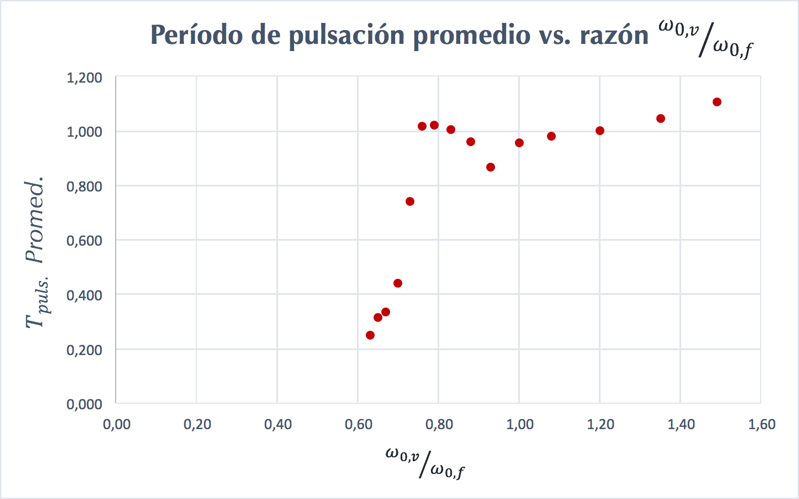 Período de pulsación promedio vs. razón ω0,v/ω0,f
1,200
1,000
0,800
0,600
0,400
0,200
0,000
T puls. Promed.
0,00 0,20 0,40 0,60 0,80 1,00 1,20 1,40 1,60
ω0,v/ω0,f